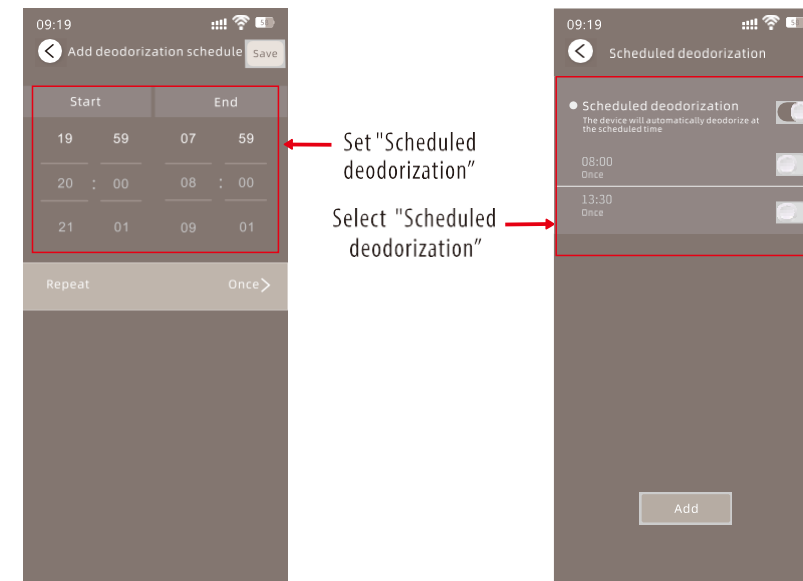 09:19
Add deodorization schedule Save
Start End
19 59 07 59
20 : 00 08 : 00
21 01 09 01
Repeat Once
Set "Scheduled
deodorization"
Select "Scheduled
deodorization"
09:19
Scheduled deodorization
Scheduled deodorization
The device will automatically deodorize at
the scheduled time
08:00
Once
13:30
Once
Add